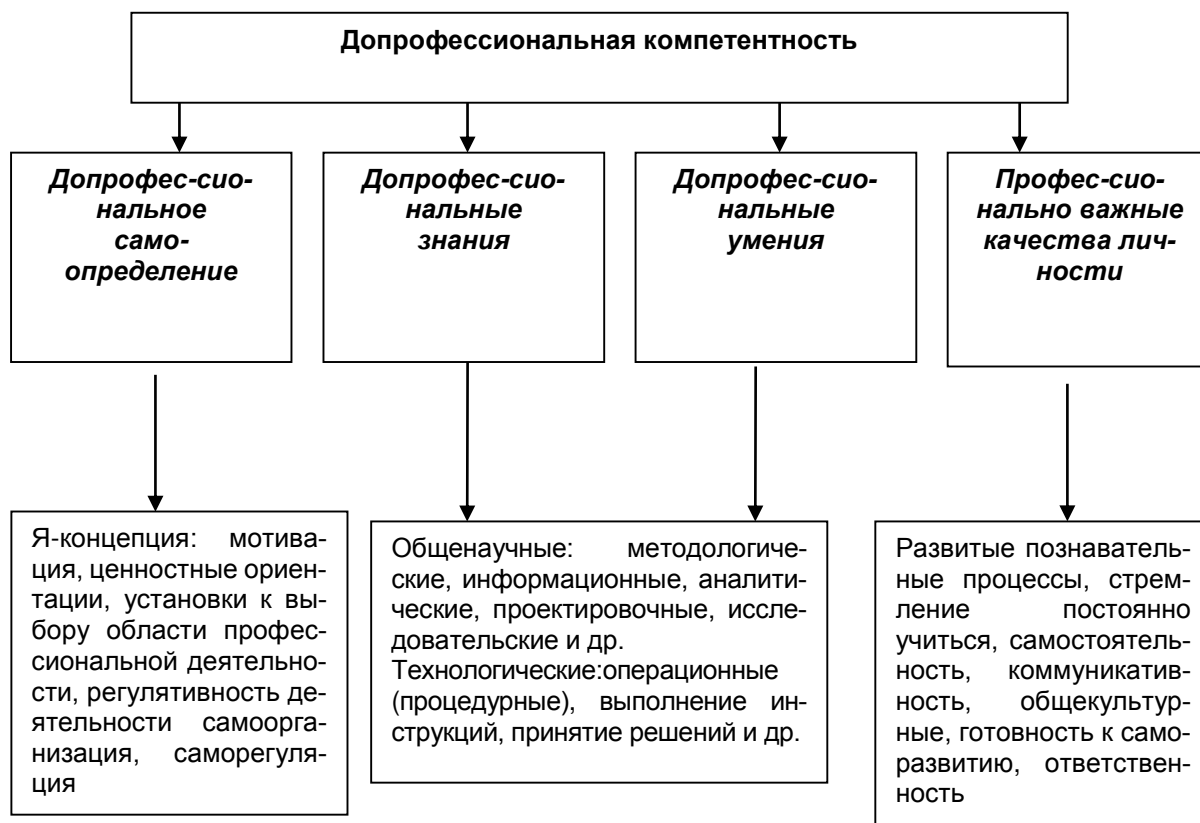 Допрофессиональная компетентность
Допрофес-сио-
нальное
само-
определение
Допрофес-сио-
нальные
знания
Допрофес-сио-
нальные
умения
Профес-сио-
нально важные
качества лич-
ности
Я-концепция: мотива-
ция, ценностные ориен-
тации, установки к вы-
бору области профес-
сиональной деятельно-
сти, регулятивность де-
ятельности самоорга-
низация, саморегуля-
ция
Общенаучные: методологиче-
ские, информационные, аналити-
ческие, проектировочные, иссле-
довательские и др.
Технологические:операционные
(процедурные), выполнение ин-
струкций, принятие решений и др.
Развитые познаватель-
ные процессы, стрем-
ление постоянно
учиться, самостоятель-
ность, коммуникатив-
ность, общекультур-
ные, готовность к само-
развитию, ответствен-
ность